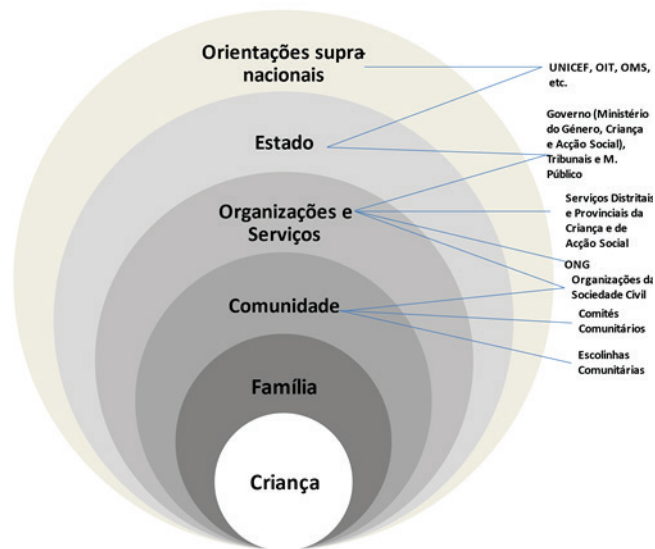 Orientações supra
nacionais
Estado
Organizações e
Serviços
Comunidade
Família
Criança
UNICEF, OIT, OMS,
etc.
Governo (Ministério
do Género, Criança
e Acção Social),
Tribunais e M.
Público
Serviços Distritais
e Provinciais da
Criança e de
Acção Social
ONG
Organizações da
Sociedade Civil
Comités
Comunitários
Escolinhas
Comunitárias